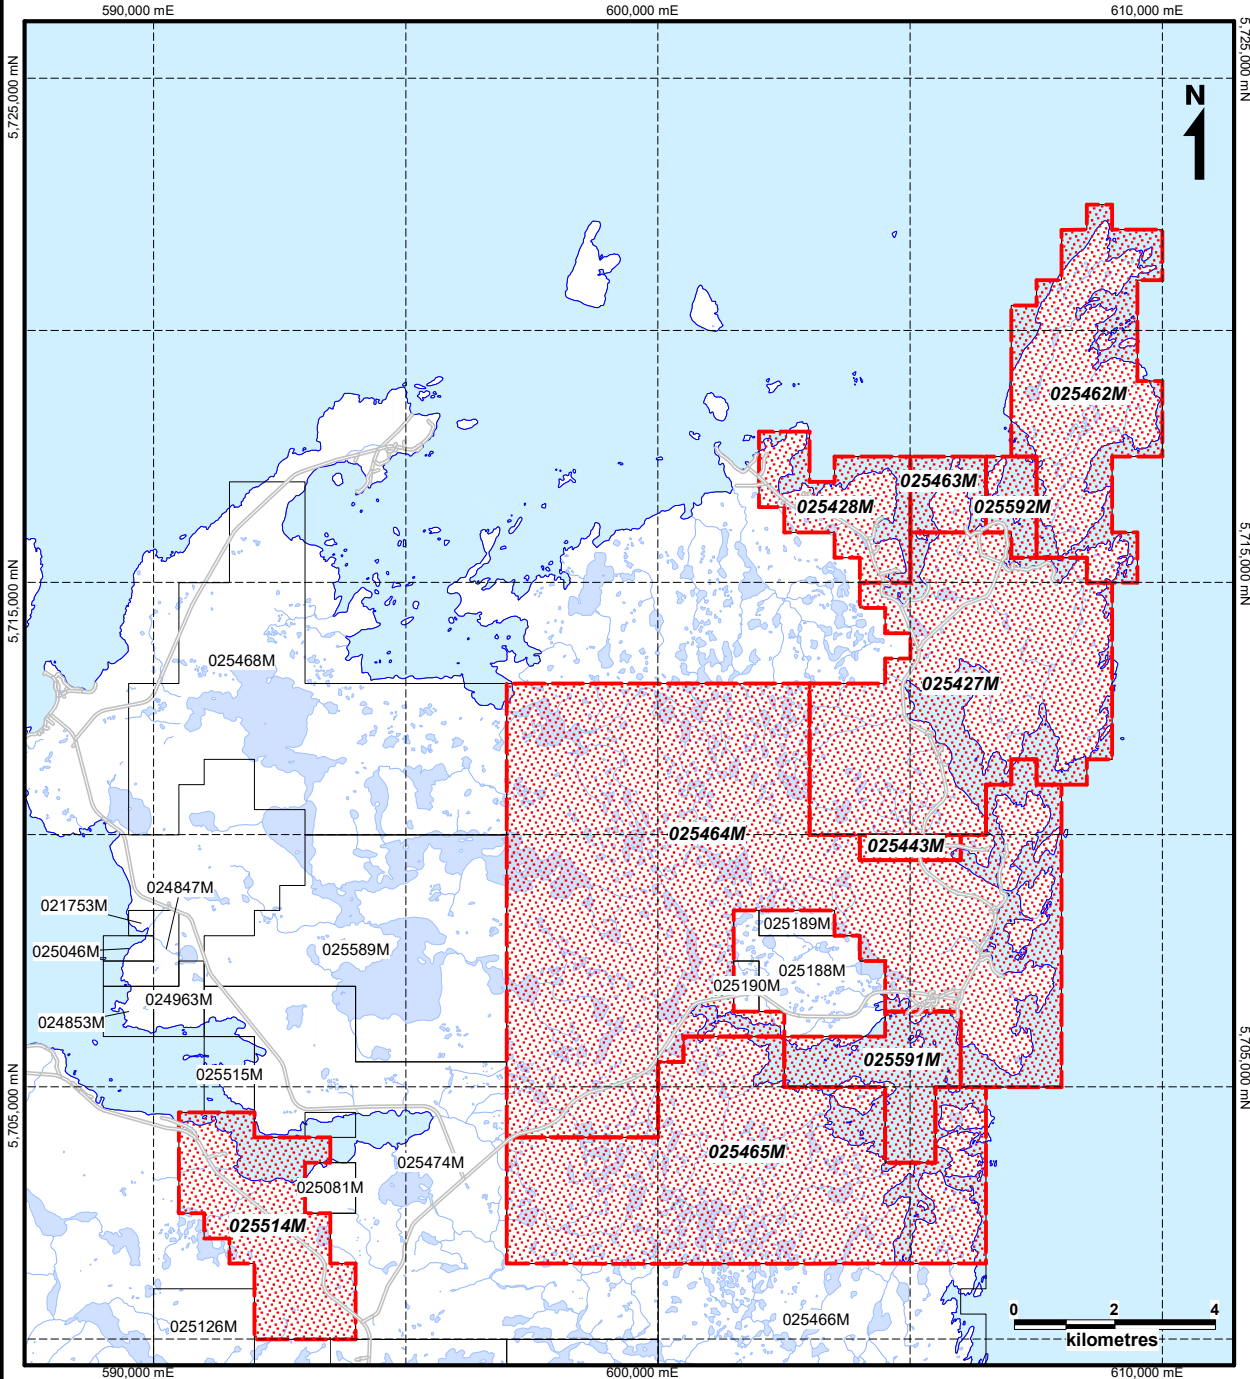 590,000 mE
600,000 mE
610,000 mE
5,725,000 mN
5,725,000 mN
N
025462M
025463M
025428M
025592M
5,715,000 mN
5,715,000 mN
025468M
025427M
025464M
025443M
024847M
021753M
025189M
025046M
025589M
025188M
025190M
024963M
024853M
025591M
025515M
5,705,000 mN
5,705,000 mN
025465M
025474M
025081M
025514M
0 2 4
kilometres
025466M
025126M
590,000 mE
600,000 mE
610,000 mE